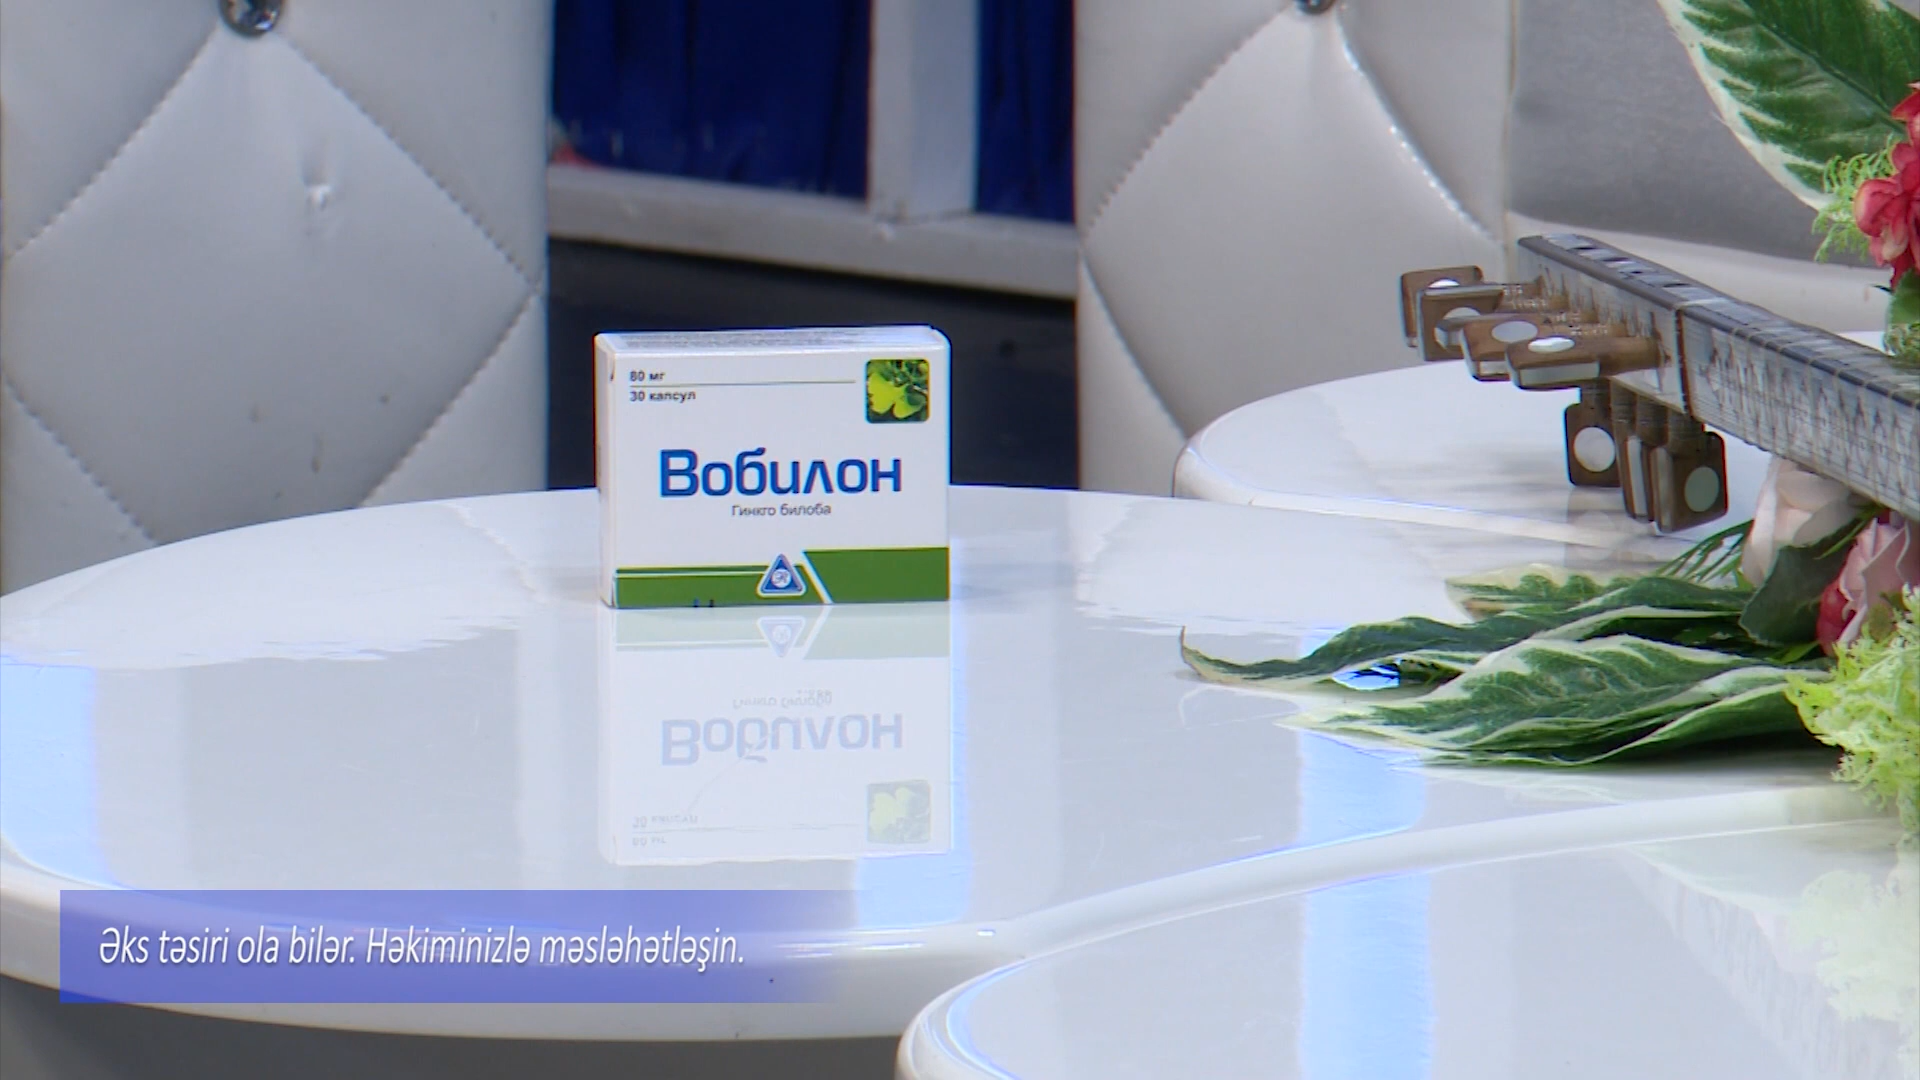 80 мг
30 капсул
Вобилон
Гинкго билоба
Əks təsiri ola bilər. Həkiminizlə məsləhətləşin.